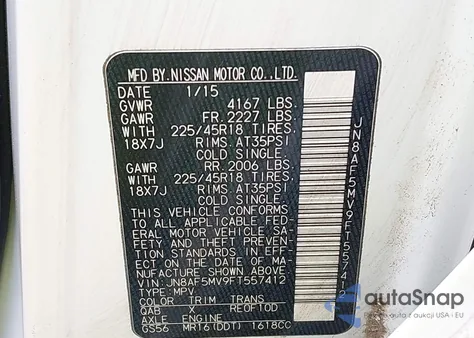 MFD BY. NISSAN MOTOR CO., LTD.
DATE 1/15
GVWR 4167 LBS.
GAWR FR. 2227 LBS.
WITH 225/45R18 TIRES.
18X7J RIMS. AT35PSI
COLD SINGLE.
GAWR RR. 2006 LBS.
WITH 225/45R18 TIRES.
18X7J RIMS. AT35PSI
COLD SINGLE.
THIS VEHICLE CONFORMS
TO ALL APPLICABLE FED-
ERAL MOTOR VEHICLE SA-
FETY AND THEFT PREVEN-
TION STANDARDS IN EFF-
ECT ON THE DATE OF MA-
NUFACTURE SHOWN ABOVE.
VIN: JN8AF5MV9FT557412
TYPE: MPV
COLOR TRIM TRANS
QAB X RE0F10D
AXLE ENGINE
GS56 MR16(DDT) 1618CC
JN8AF5MV9FT557412
autoSnap